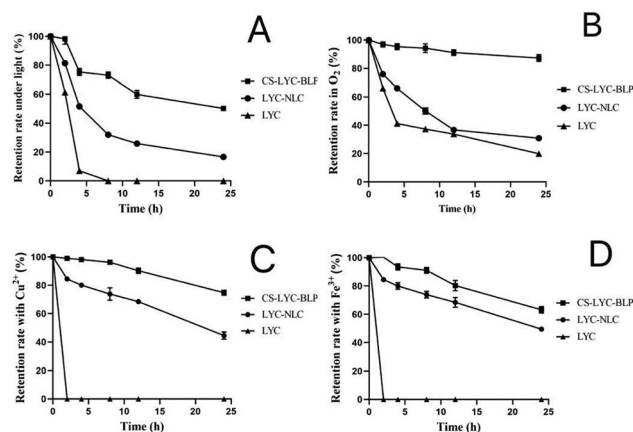 A
Retention rate under light (%)
100
80
60
40
20
0
0 5 10 15 20 25
Time (h)
CS-LYC-BLP
LYC-NLC
LYC
B
Retention rate in O₂ (%)
100
80
60
40
20
0
0 5 10 15 20 25
Time (h)
CS-LYC-BLP
LYC-NLC
LYC
C
Retention rate with Cu²⁺ (%)
100
80
60
40
20
0
0 5 10 15 20 25
Time (h)
CS-LYC-BLP
LYC-NLC
LYC
D
Retention rate with Fe³⁺ (%)
100
80
60
40
20
0
0 5 10 15 20 25
Time (h)
CS-LYC-BLP
LYC-NLC
LYC